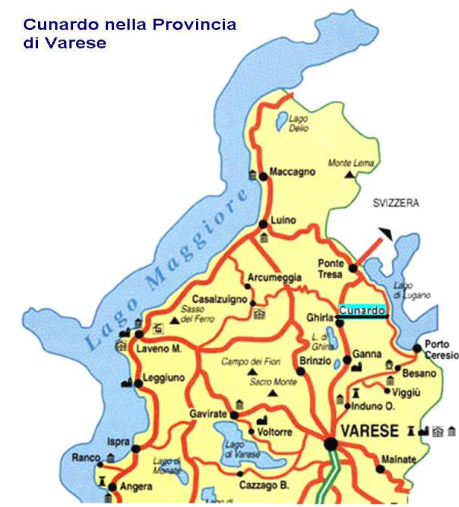 Cunardo nella Provincia
di Varese
Lago
Delio
Monte Lema
Maccagno
SVIZZERA
Lago Maggiore
Luino
Ponte
Tresa
Arcumeggia
Lago
di Lugano
Casalzuigno
Sasso
del Ferro
Cunardo
Ghirla
L. di
Ghirla
Laveno M.
Porto
Ceresio
Campo dei Fiori
Brinzio
Ganna
Besano
Leggiuno
Sacro Monte
Viggiù
Induno O.
Gavirate
Voltorre
VARESE
Ispra
Lago
di Varese
Ranco
Lago di
Monate
Malnate
Angera
Cazzago B.
Lago di